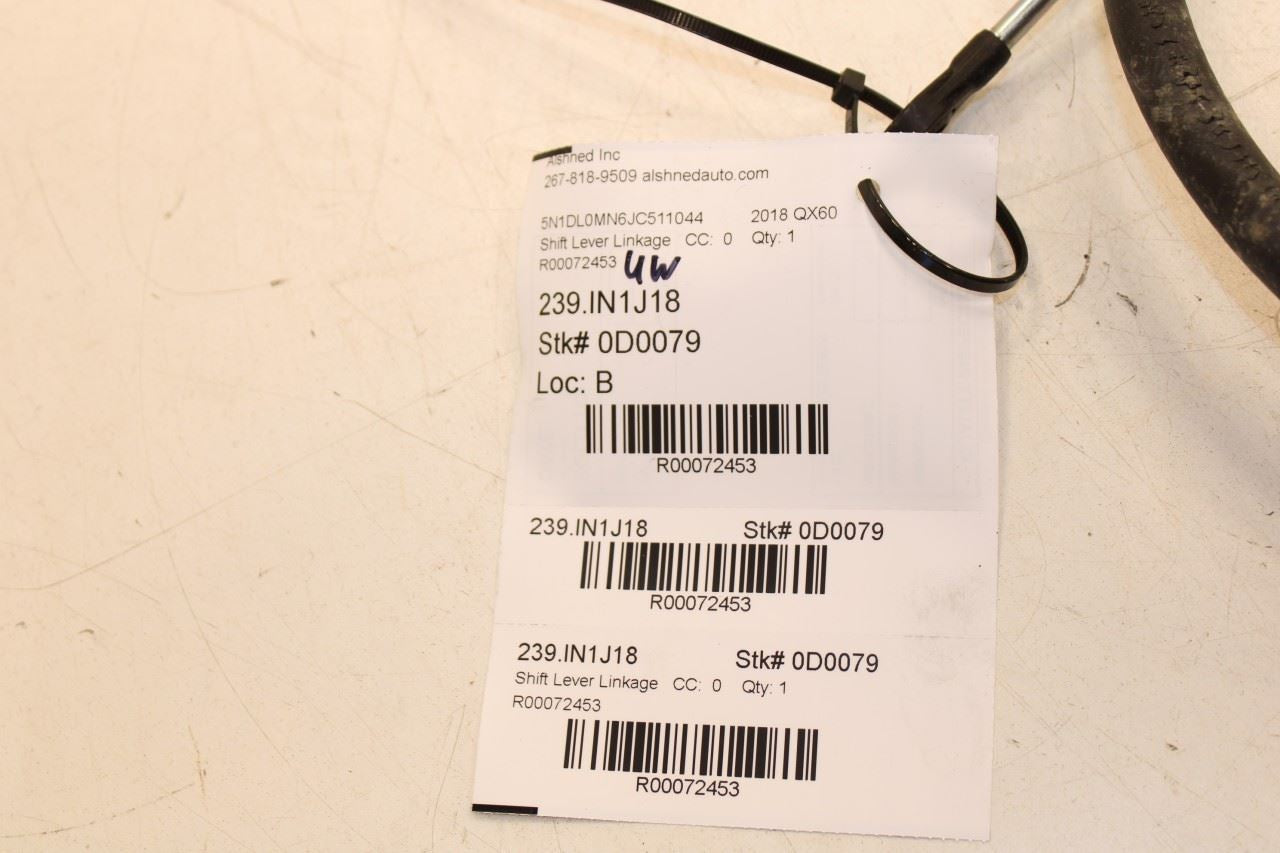 Alshned Inc
267-818-9509 alshnedauto.com
5N1DL0MN6JC511044 2018 QX60
Shift Lever Linkage CC: 0 Qty: 1
R00072453 4W
239.IN1J18
Stk# 0D0079
Loc: B
R00072453
239.IN1J18 Stk# 0D0079
R00072453
239.IN1J18 Stk# 0D0079
Shift Lever Linkage CC: 0 Qty: 1
R00072453
R00072453